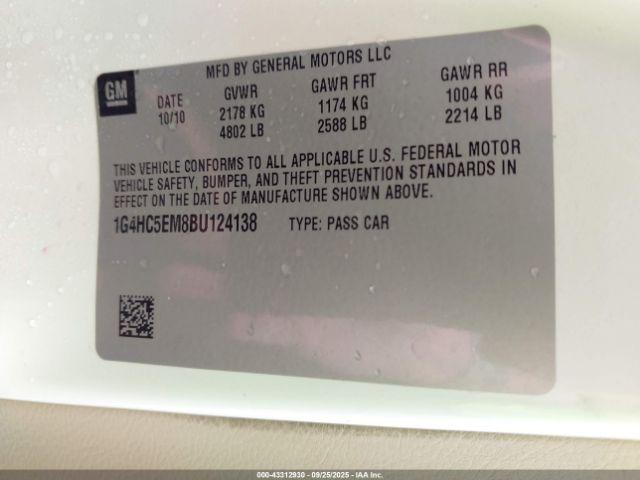 MFD BY GENERAL MOTORS LLC
GM
DATE GVWR GAWR FRT GAWR RR
10/10 2178 KG 1174 KG 1004 KG
4802 LB 2588 LB 2214 LB
THIS VEHICLE CONFORMS TO ALL APPLICABLE U.S. FEDERAL MOTOR
VEHICLE SAFETY, BUMPER, AND THEFT PREVENTION STANDARDS IN
EFFECT ON THE DATE OF MANUFACTURE SHOWN ABOVE.
1G4HC5EM8BU124138 TYPE: PASS CAR
000-43312930 - 09/25/2025 - IAAI.COM